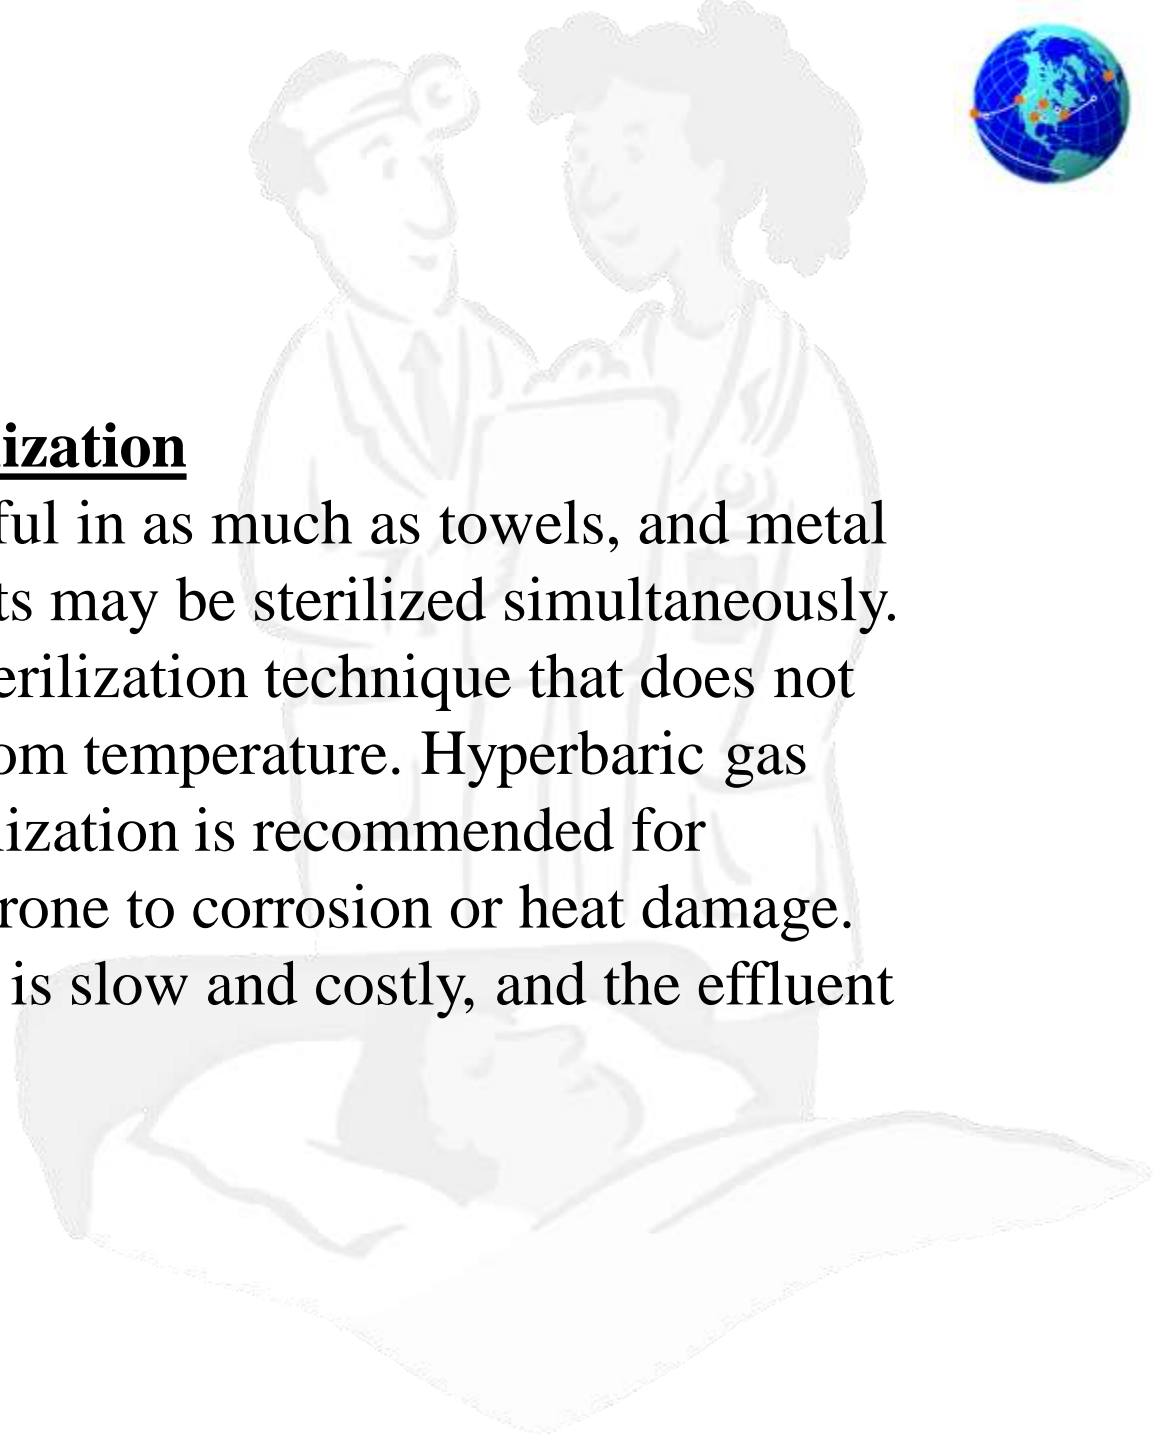 lization
ful in as much as towels, and metal
ts may be sterilized simultaneously.
erilization technique that does not
om temperature. Hyperbaric gas
lization is recommended for
rone to corrosion or heat damage.
is slow and costly, and the effluent